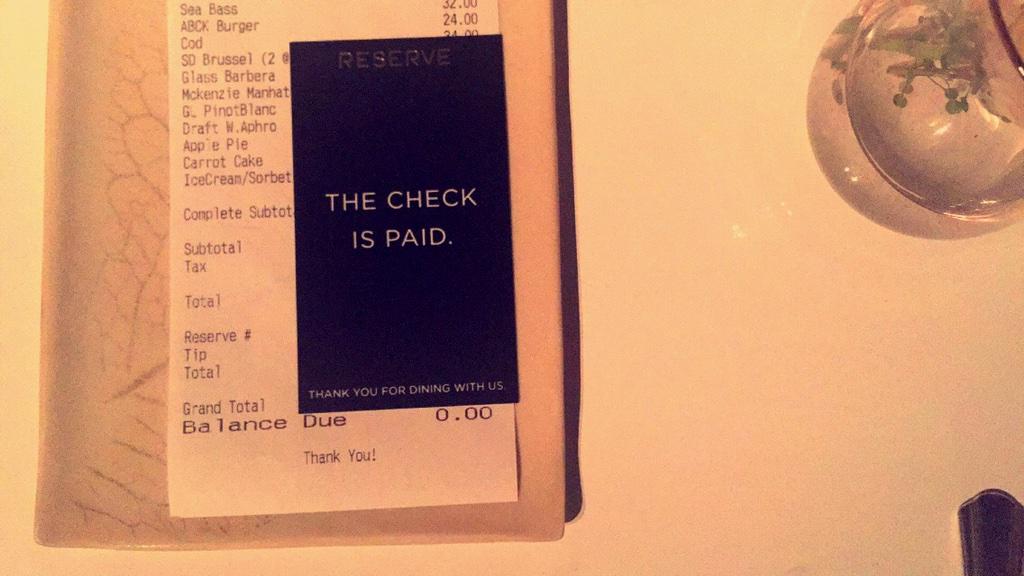 Sea Bass 32.00
ABCK Burger 24.00
Cod 34.00
SD Brussel (2 @
Glass Barbera
Mckenzie Manhat
GL PinotBlanc
Draft W.Aphro
Apple Pie
Carrot Cake
IceCream/Sorbet
Complete Subtot
Subtotal
Tax
Total
Reserve #
Tip
Total
Grand Total
Balance Due 0.00
Thank You!
RESERVE
THE CHECK
IS PAID.
THANK YOU FOR DINING WITH US.